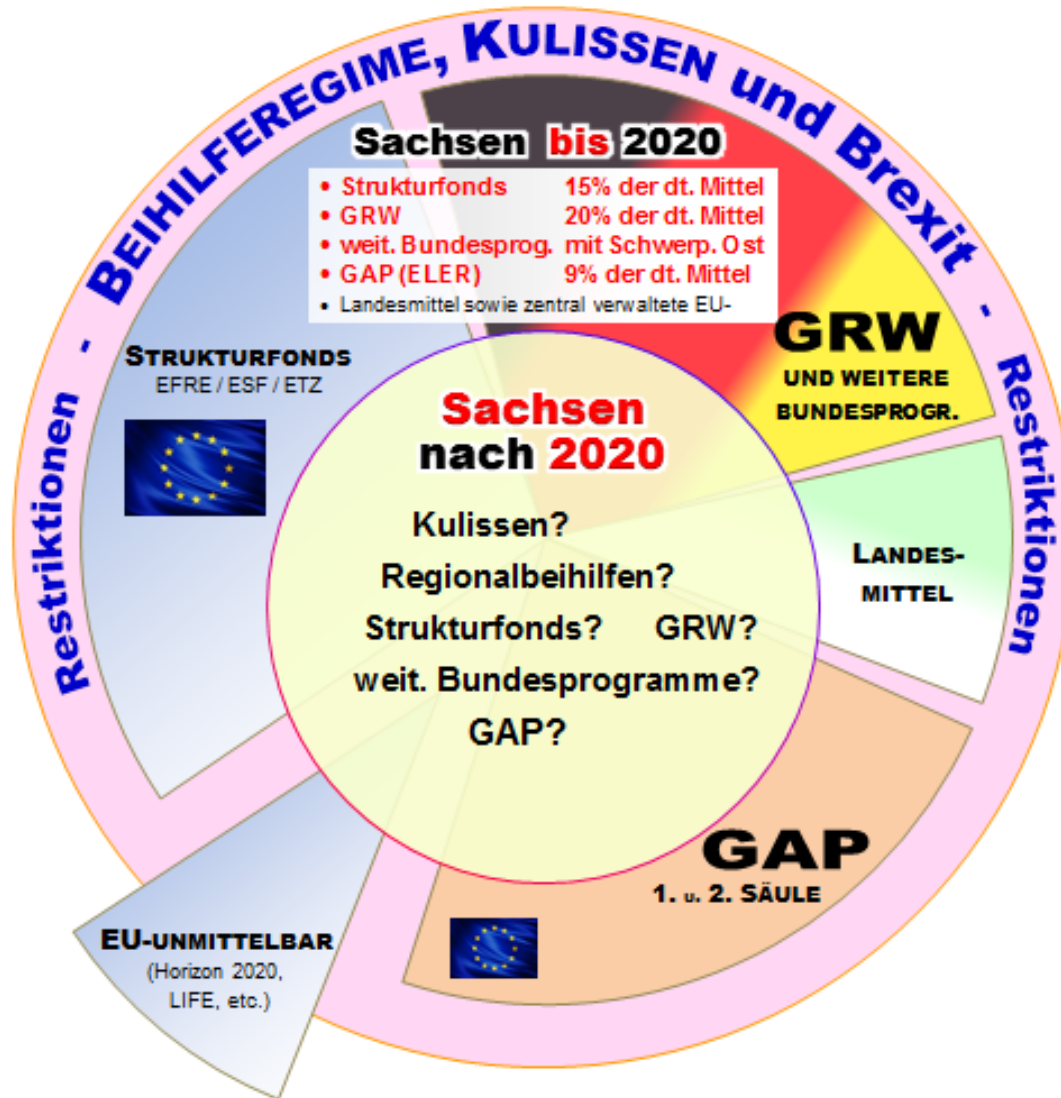 - Restriktionen - BEIHILFEREGIME, KULISSEN und Brexit - Restriktionen
Sachsen bis 2020
• Strukturfonds 15% der dt. Mittel
• GRW 20% der dt. Mittel
• weit. Bundesprog. mit Schwerp. Ost
• GAP (ELER) 9% der dt. Mittel
• Landesmittel sowie zentral verwaltete EU-
STRUKTURFONDS
EFRE / ESF / ETZ
GRW
UND WEITERE
BUNDESPROGR.
Sachsen
nach 2020
Kulissen?
Regionalbeihilfen?
Strukturfonds? GRW?
weit. Bundesprogramme?
GAP?
LANDES-
MITTEL
GAP
1. u. 2. SÄULE
EU-UNMITTELBAR
(Horizon 2020,
LIFE, etc.)